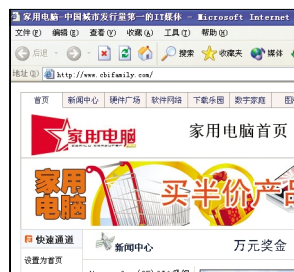 家用电脑-中国城市发行量第一的IT媒体 - Microsoft Internet
文件(F) 编辑(E) 查看(V) 收藏(A) 工具(T) 帮助(H)
后退 搜索 收藏夹 媒体
地址(D) http://www.cbifamily.com/
首页 新闻中心 硬件广场 软件网络 下载乐园 数字家庭
家用电脑 家用电脑首页
家用电脑 买半价产品
快速通道 新闻中心 万元奖金
设置为首页